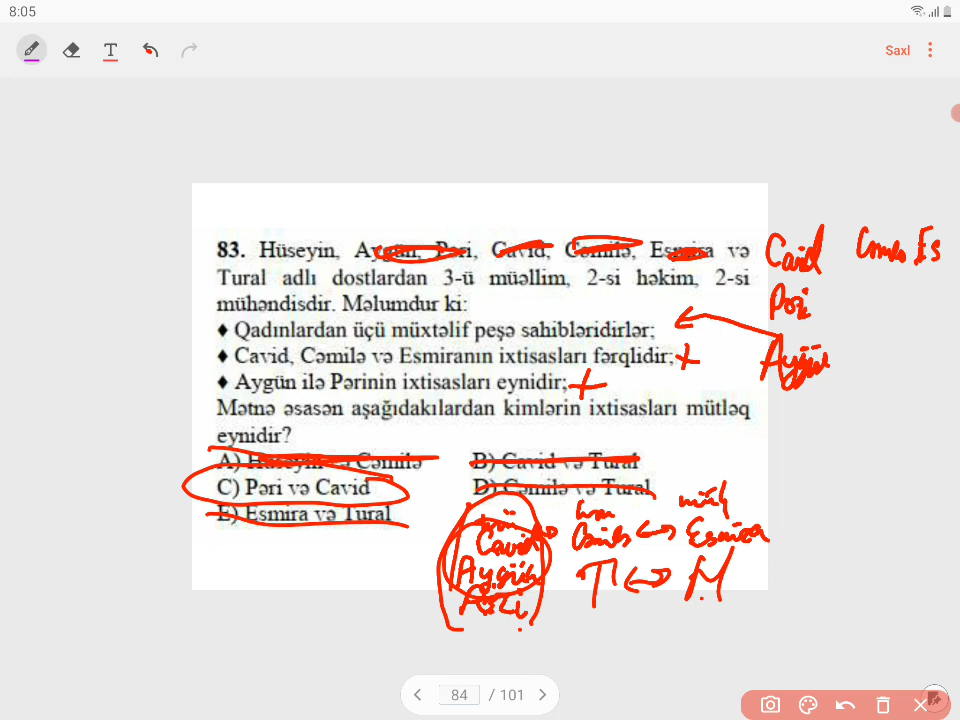 8:05
T
Saxl
83. Hüseyin, Aygün, Pəri, Cavid, Cəmilə, Esmira və
Tural adlı dostlardan 3-ü müəllim, 2-si həkim, 2-si
mühəndisdir. Məlumdur ki:
♦ Qadınlardan üçü müxtəlif peşə sahibləridirlər;
♦ Cavid, Cəmilə və Esmiranın ixtisasları fərqlidir;
♦ Aygün ilə Pərinin ixtisasları eynidir;
Mətnə əsasən aşağıdakılardan kimlərin ixtisasları mütləq
eynidir?
A) Hüseyin və Cəmilə B) Cavid və Tural
C) Pəri və Cavid D) Cəmilə və Tural
E) Esmira və Tural
Cavid Es
Aygün
müh
Cavid Esmira
Aygün T M
84 / 101